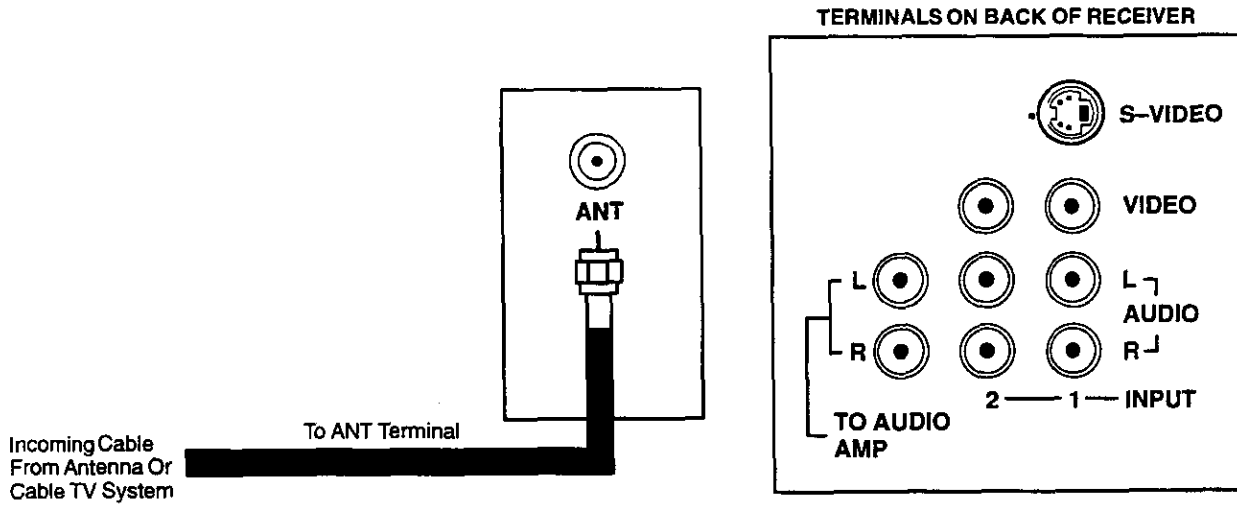 TERMINALS ON BACK OF RECEIVER
S–VIDEO
ANT
VIDEO
L
L
AUDIO
R
R
2 1 INPUT
TO AUDIO
AMP
To ANT Terminal
Incoming Cable
From Antenna Or
Cable TV System